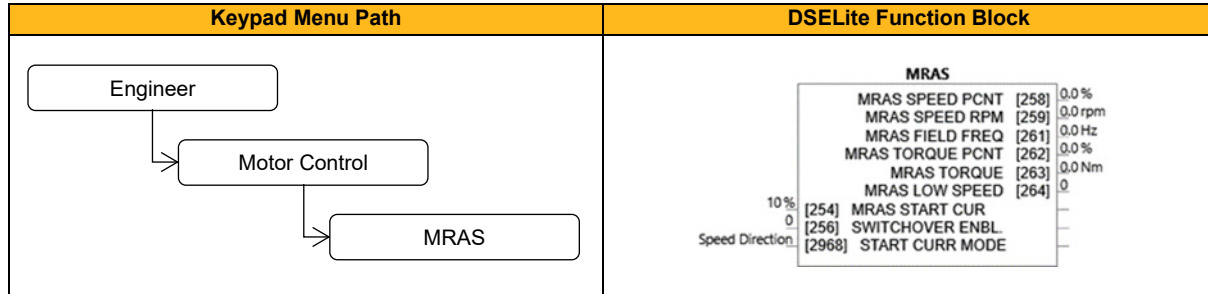 Keypad Menu Path
DSELite Function Block
Engineer
Motor Control
MRAS
MRAS
MRAS SPEED PCNT [258] 0.0 %
MRAS SPEED RPM [259] 0.0 rpm
MRAS FIELD FREQ [261] 0.0 Hz
MRAS TORQUE PCNT [262] 0.0 %
MRAS TORQUE [263] 0.0 Nm
MRAS LOW SPEED [264] 0
10 % [254] MRAS START CUR
0 [256] SWITCHOVER ENBL.
Speed Direction [2968] START CURR MODE